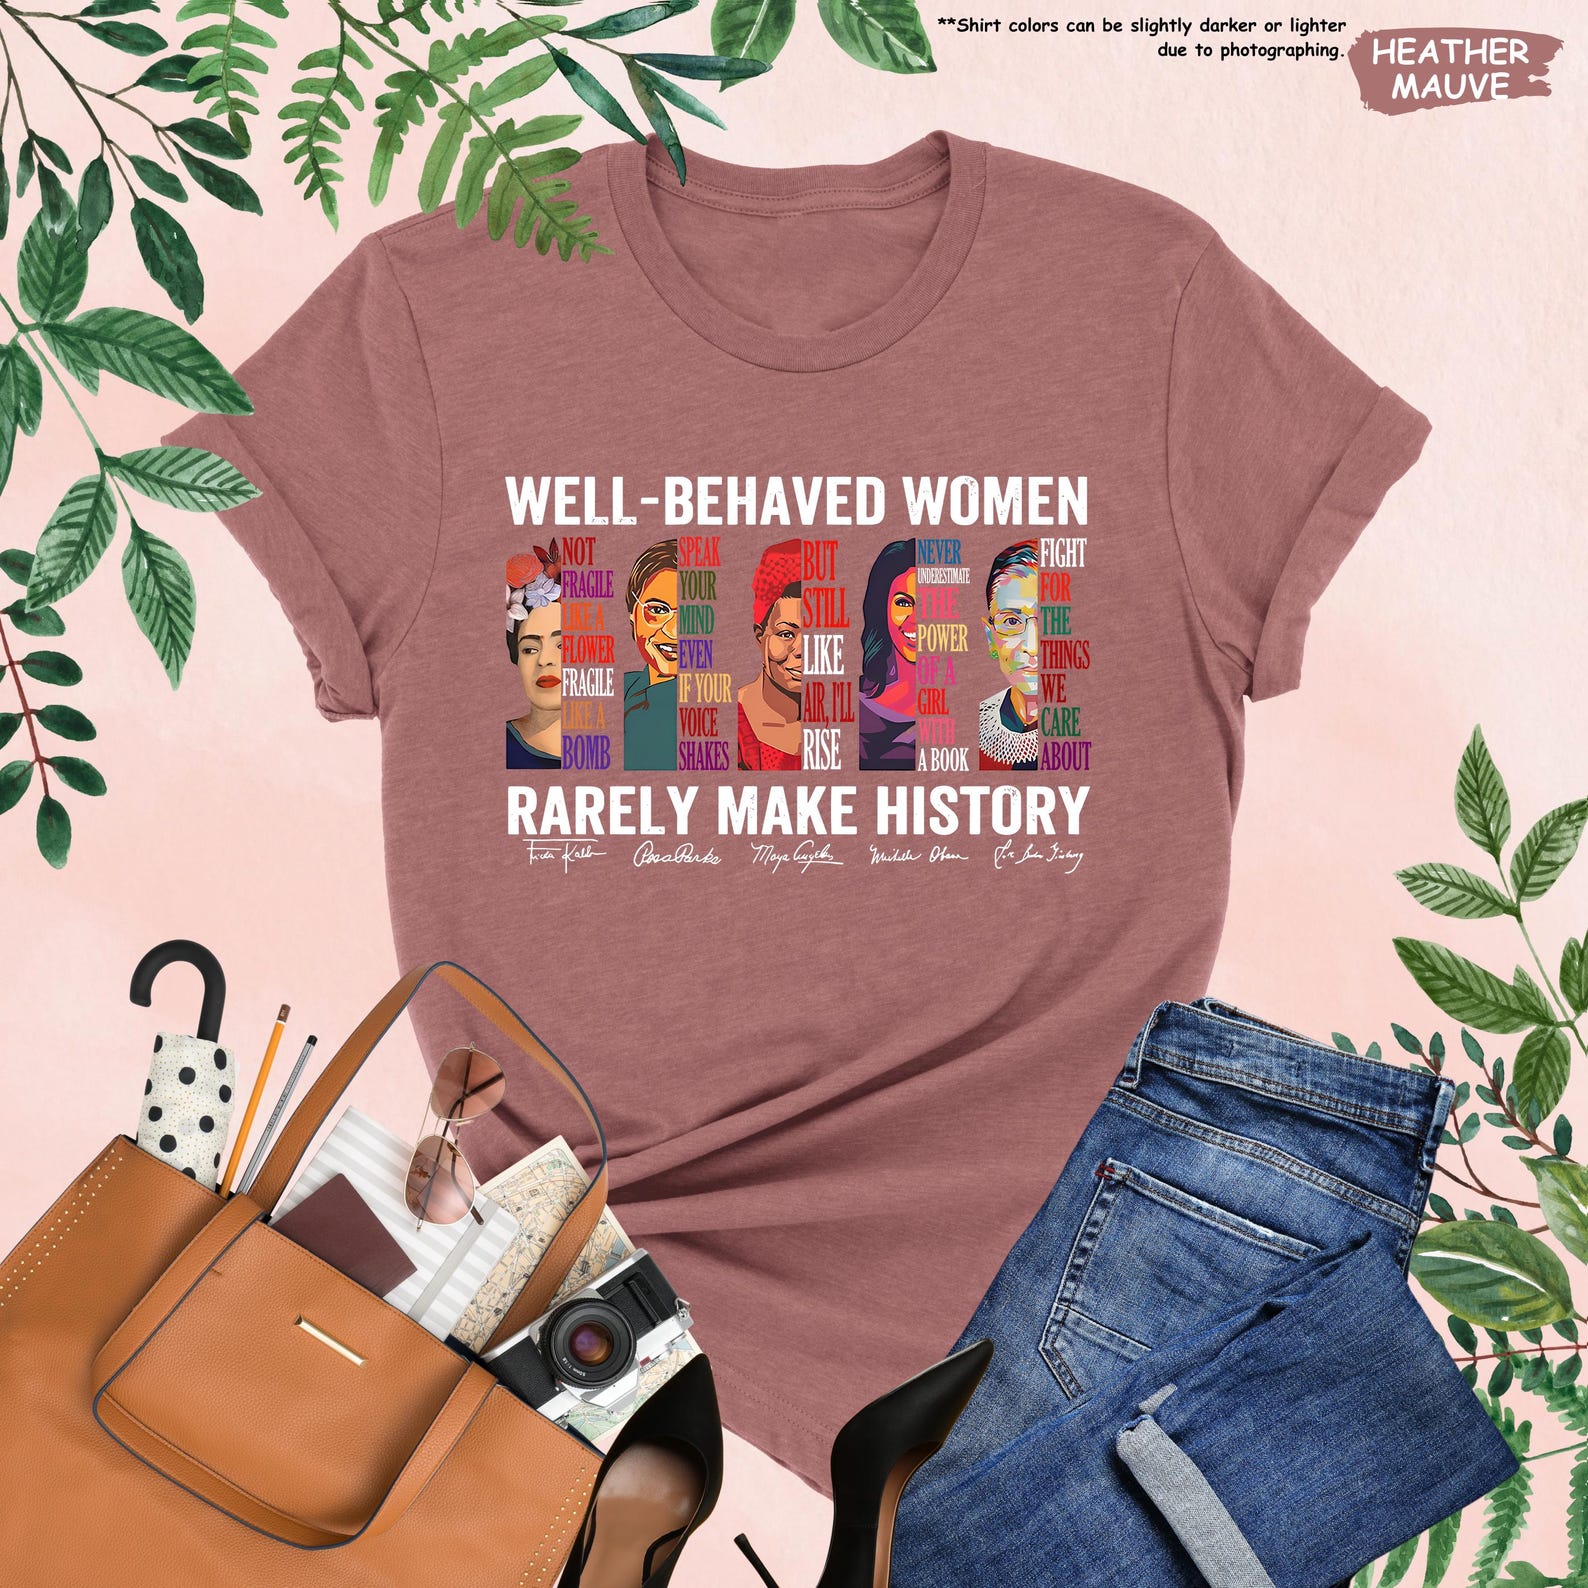 **Shirt colors can be slightly darker or lighter
due to photographing.
HEATHER
MAUVE
WELL-BEHAVED WOMEN
NOT
FRAGILE
LIKE A
FLOWER
FRAGILE
LIKE A
BOMB
SPEAK
YOUR
MIND
EVEN
IF YOUR
VOICE
SHAKES
BUT
STILL
LIKE
AIR, I'LL
RISE
NEVER
UNDERESTIMATE
THE
POWER
OF A
GIRL
WITH
A BOOK
FIGHT
FOR
THE
THINGS
WE
CARE
ABOUT
RARELY MAKE HISTORY
Frida Kahlo Rosa Parks Maya Angelou Michelle Obama Ruth Bader Ginsburg